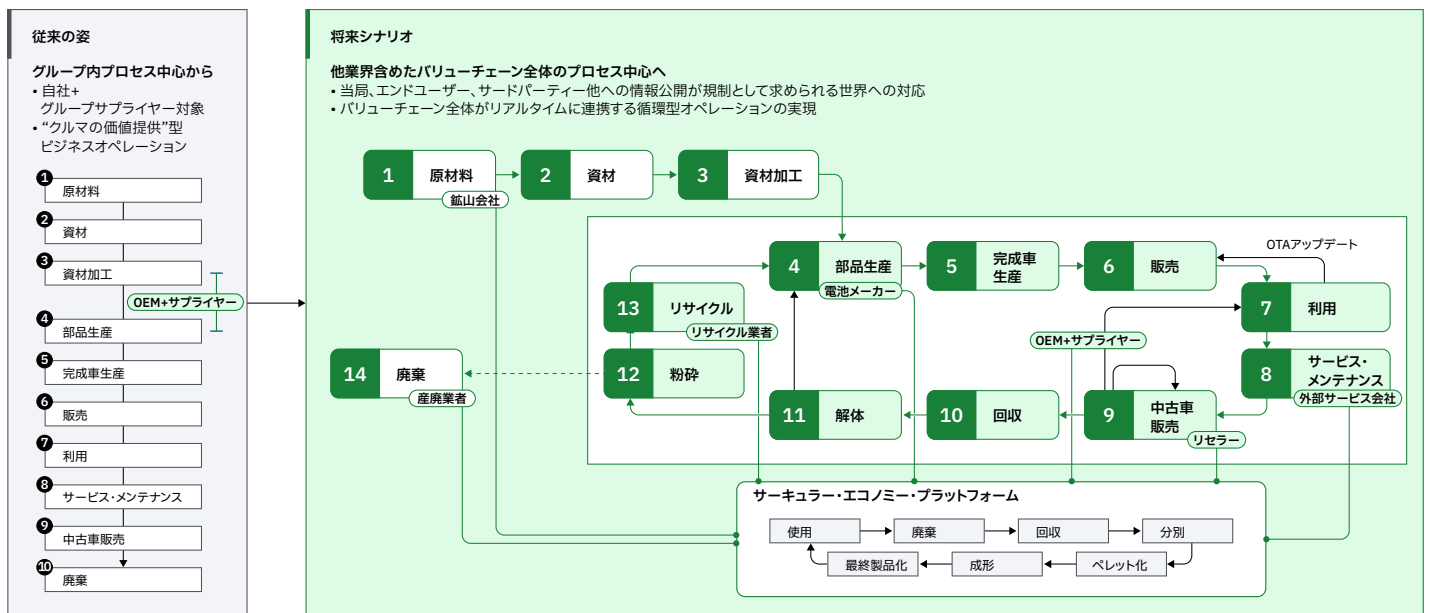 従来の姿
グループ内プロセス中心から
• 自社+
グループサプライヤー対象
• “クルマの価値提供”型
ビジネスオペレーション
1
原材料
2
資材
3
資材加工
OEM+サプライヤー
4
部品生産
5
完成車生産
6
販売
7
利用
8
サービス・メンテナンス
9
中古車販売
10
廃棄
将来シナリオ
他業界含めたバリューチェーン全体のプロセス中心へ
• 当局、エンドユーザー、サードパーティー他への情報公開が規制として求められる世界への対応
• バリューチェーン全体がリアルタイムに連携する循環型オペレーションの実現
1 原材料
鉱山会社
2 資材
3 資材加工
4 部品生産
電池メーカー
5 完成車
生産
6 販売
OTAアップデート
7 利用
8 サービス・
メンテナンス
外部サービス会社
OEM+サプライヤー
9 中古車
販売
リセラー
10 回収
11 解体
12 粉砕
13 リサイクル
リサイクル業者
14 廃棄
産廃業者
サーキュラー・エコノミー・プラットフォーム
使用
廃棄
回収
分別
ペレット化
成形
最終製品化